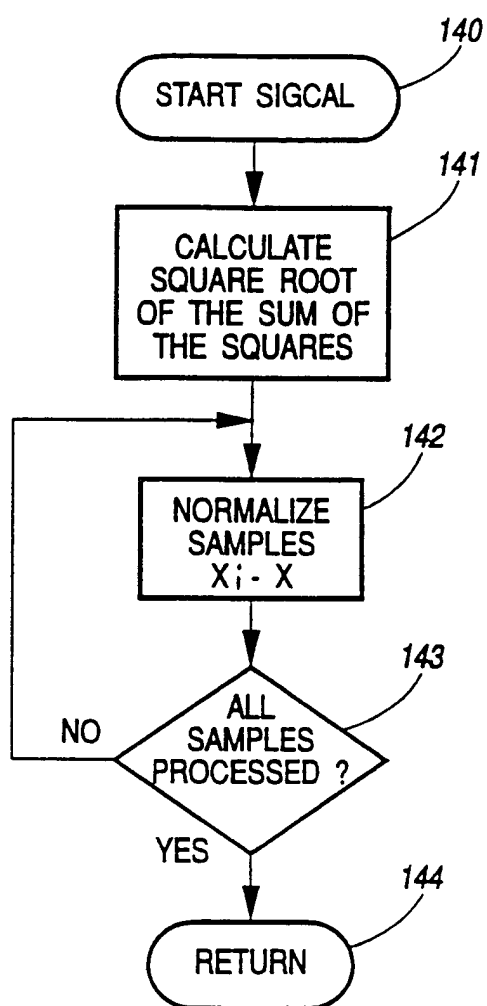 140
START SIGCAL
141
CALCULATE
SQUARE ROOT
OF THE SUM OF
THE SQUARES
142
NORMALIZE
SAMPLES
Xi - X
143
ALL
SAMPLES
PROCESSED ?
NO
YES
144
RETURN